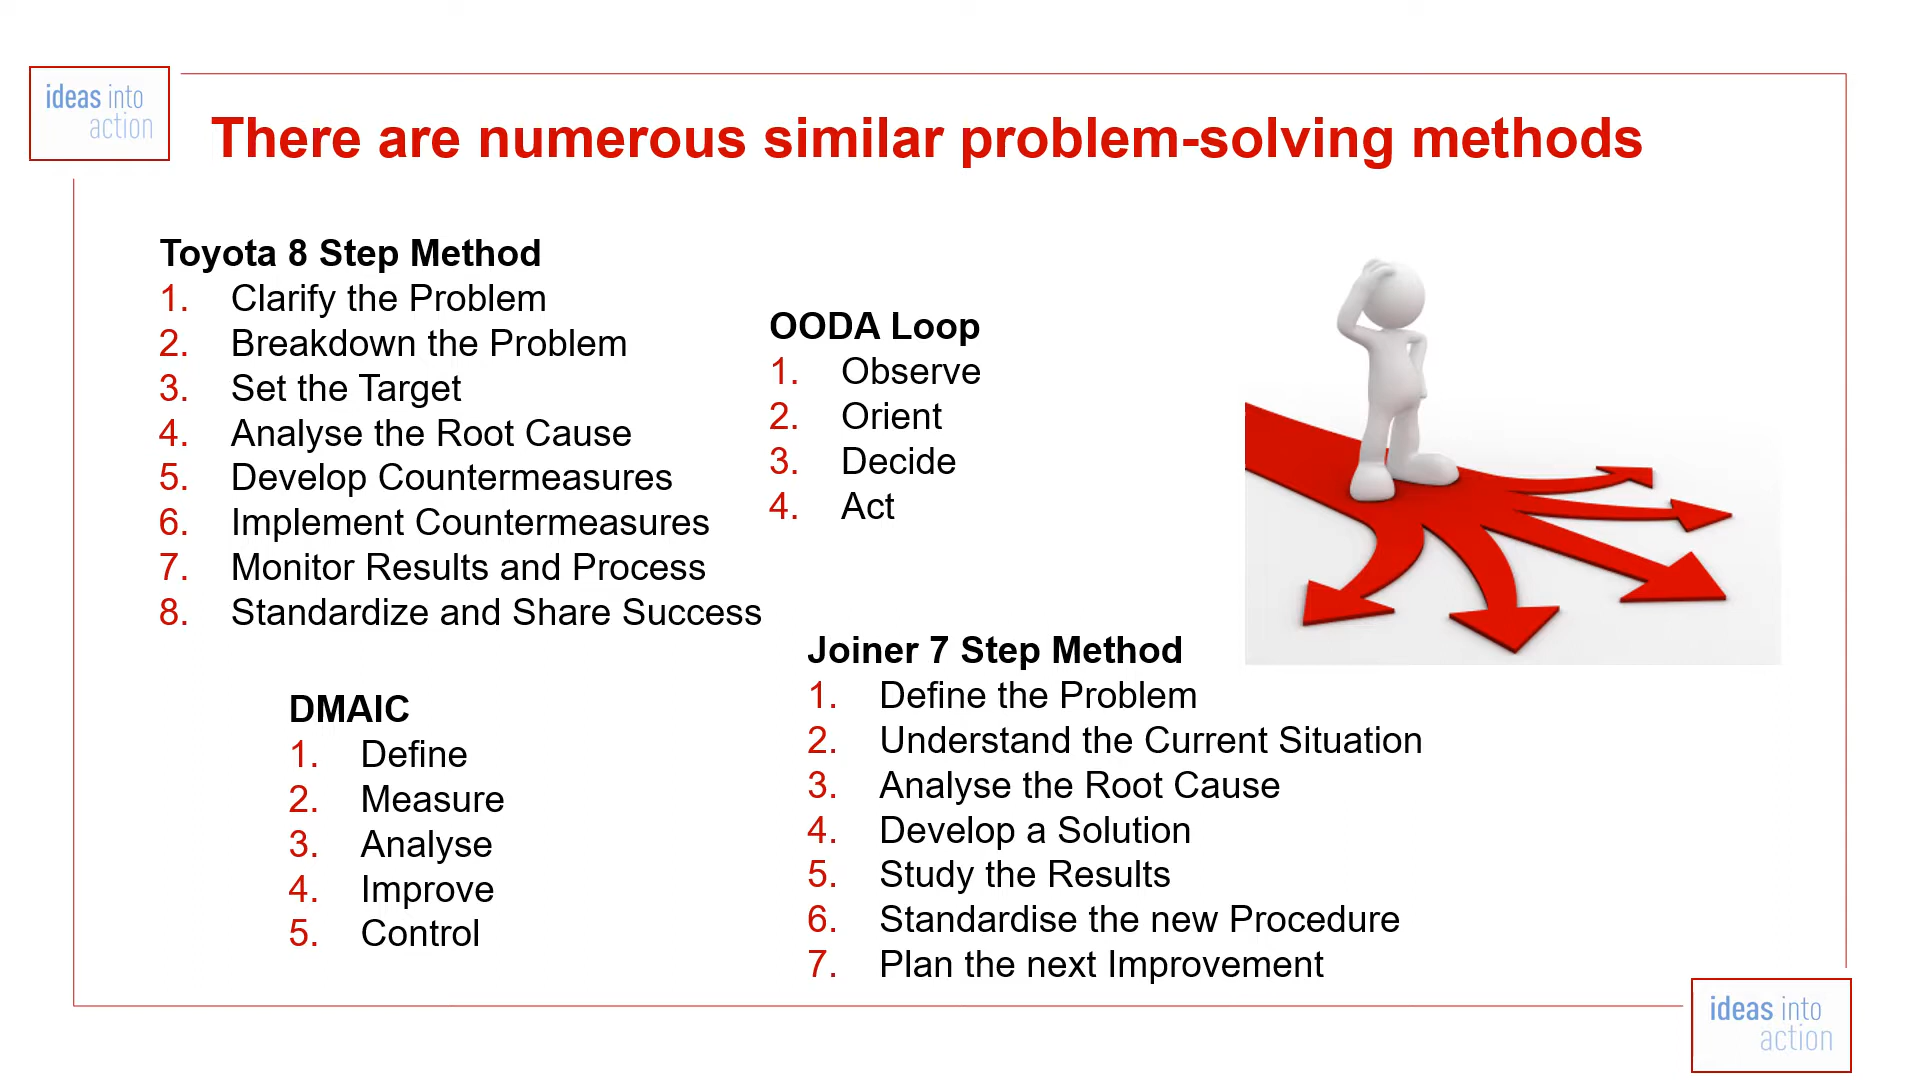 ideas into
action
There are numerous similar problem-solving methods
Toyota 8 Step Method
1. Clarify the Problem
2. Breakdown the Problem
3. Set the Target
4. Analyse the Root Cause
5. Develop Countermeasures
6. Implement Countermeasures
7. Monitor Results and Process
8. Standardize and Share Success
OODA Loop
1. Observe
2. Orient
3. Decide
4. Act
DMAIC
1. Define
2. Measure
3. Analyse
4. Improve
5. Control
Joiner 7 Step Method
1. Define the Problem
2. Understand the Current Situation
3. Analyse the Root Cause
4. Develop a Solution
5. Study the Results
6. Standardise the new Procedure
7. Plan the next Improvement
ideas into
action